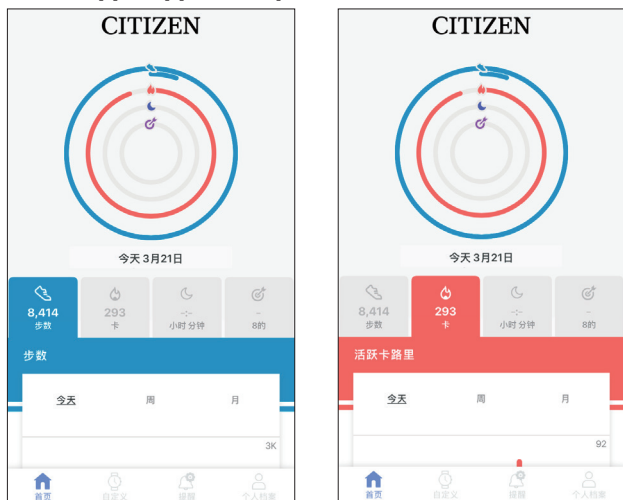 CITIZEN
今天 3月21日
8,414
步数
293
卡
-:-
小时 分钟
-
8的
步数
今天
周
月
3K
首页
自定义
提醒
个人档案
CITIZEN
今天 3月21日
8,414
步数
293
卡
-:-
小时 分钟
-
8的
活跃卡路里
今天
周
月
92
首页
自定义
提醒
个人档案